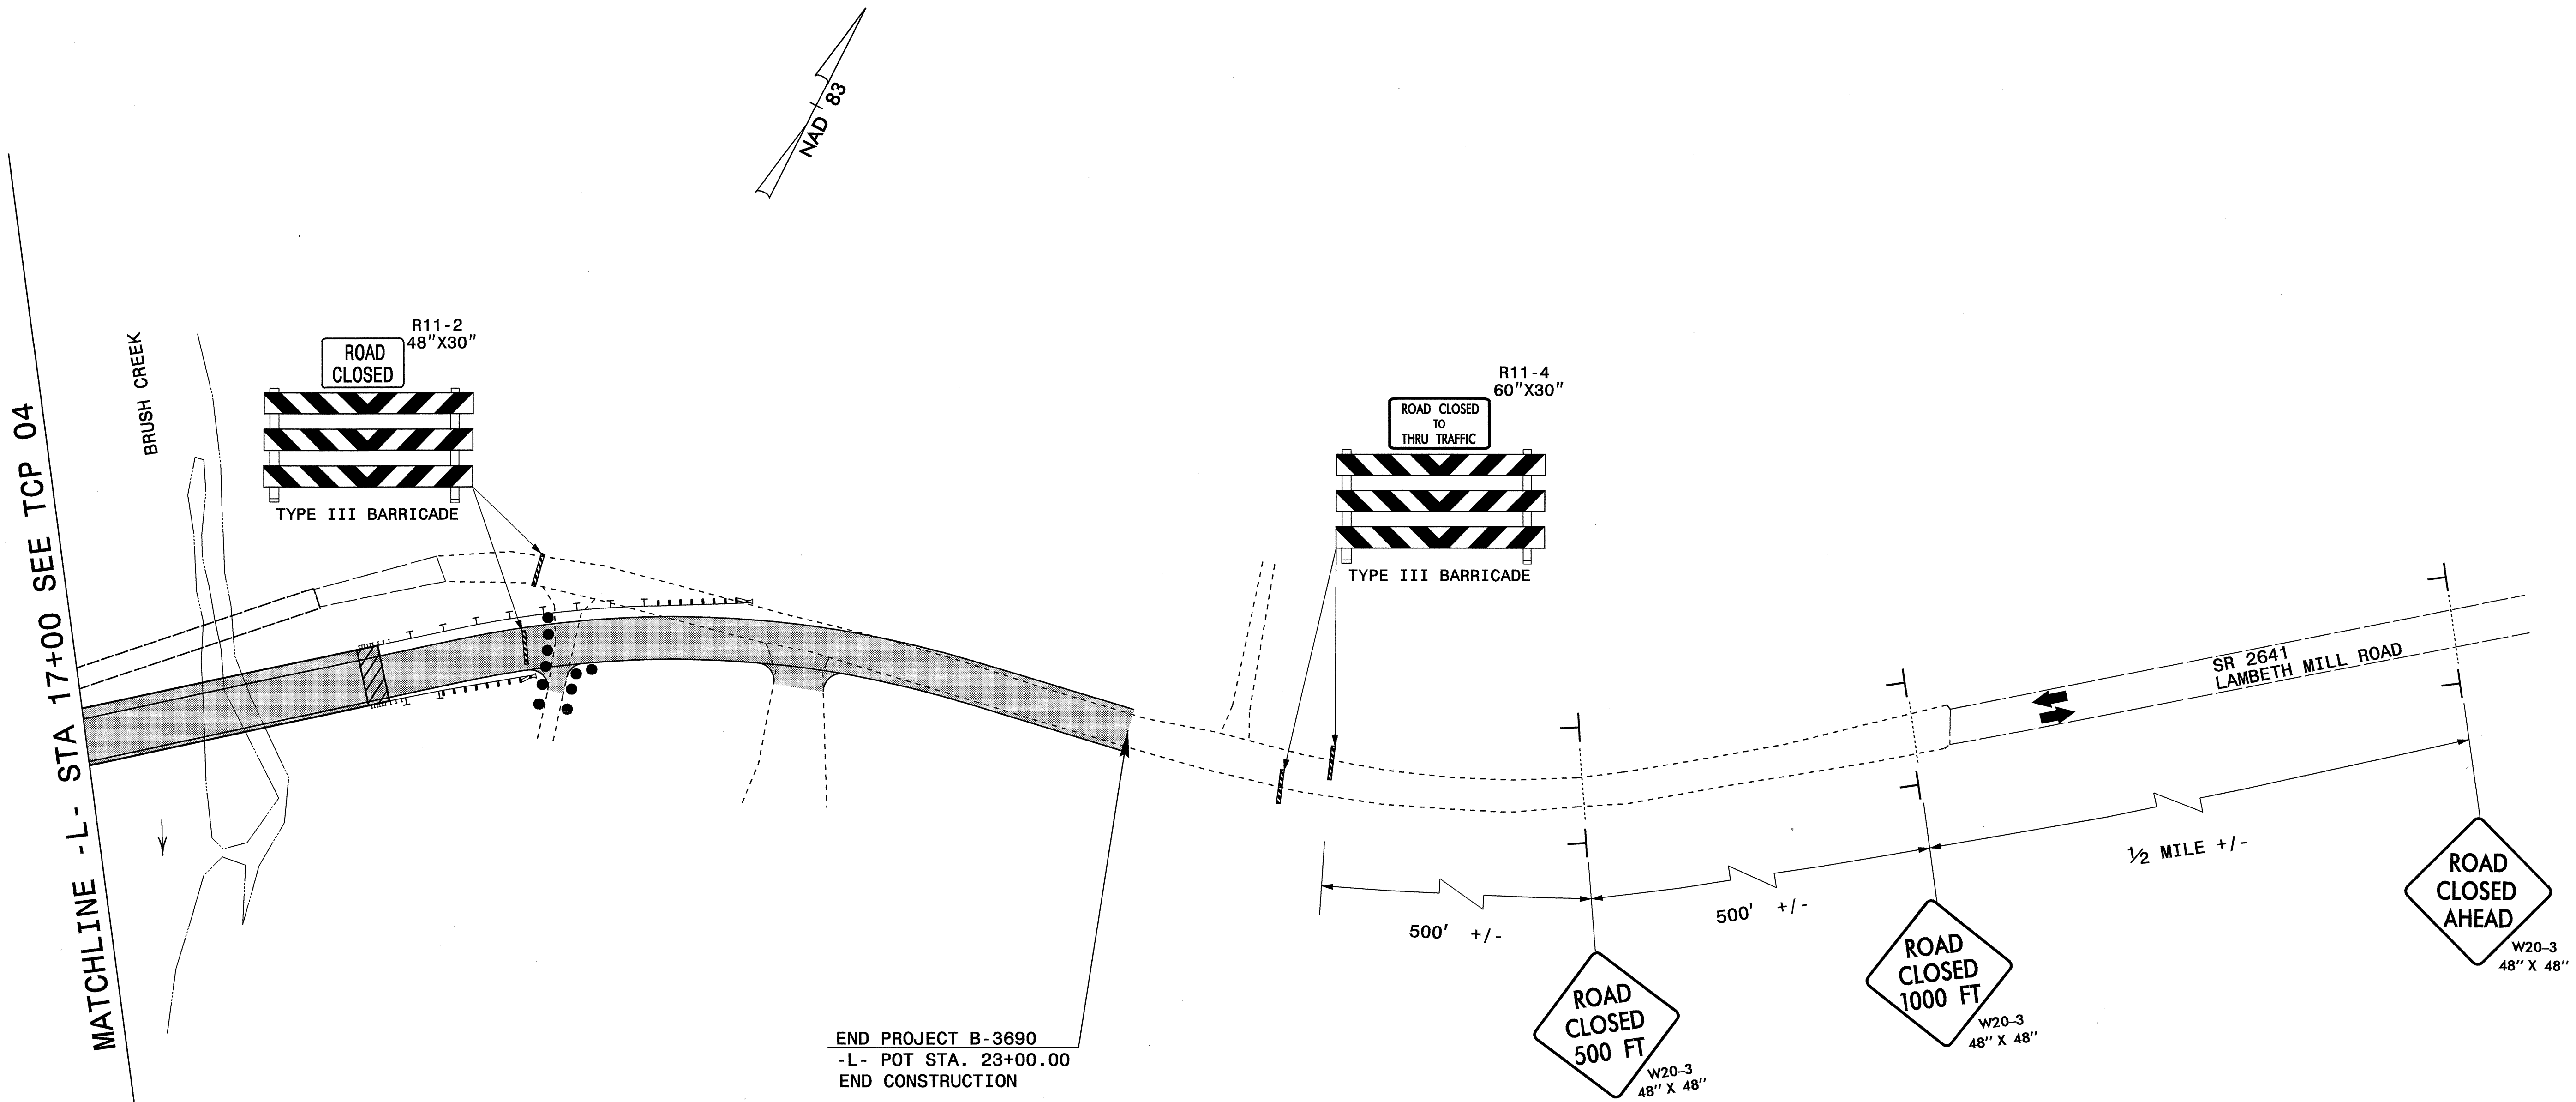 NAD 83
MATCHLINE -L- STA 17+00 SEE TCP 04
BRUSH CREEK
R11-2
48"X30"
ROAD
CLOSED
TYPE III BARRICADE
R11-4
60"X30"
ROAD CLOSED
TO
THRU TRAFFIC
TYPE III BARRICADE
SR 2641
LAMBETH MILL ROAD
500' +/-
500' +/-
½ MILE +/-
ROAD
CLOSED
500 FT
W20-3
48" X 48"
ROAD
CLOSED
1000 FT
W20-3
48" X 48"
ROAD
CLOSED
AHEAD
W20-3
48" X 48"
END PROJECT B-3690
-L- POT STA. 23+00.00
END CONSTRUCTION